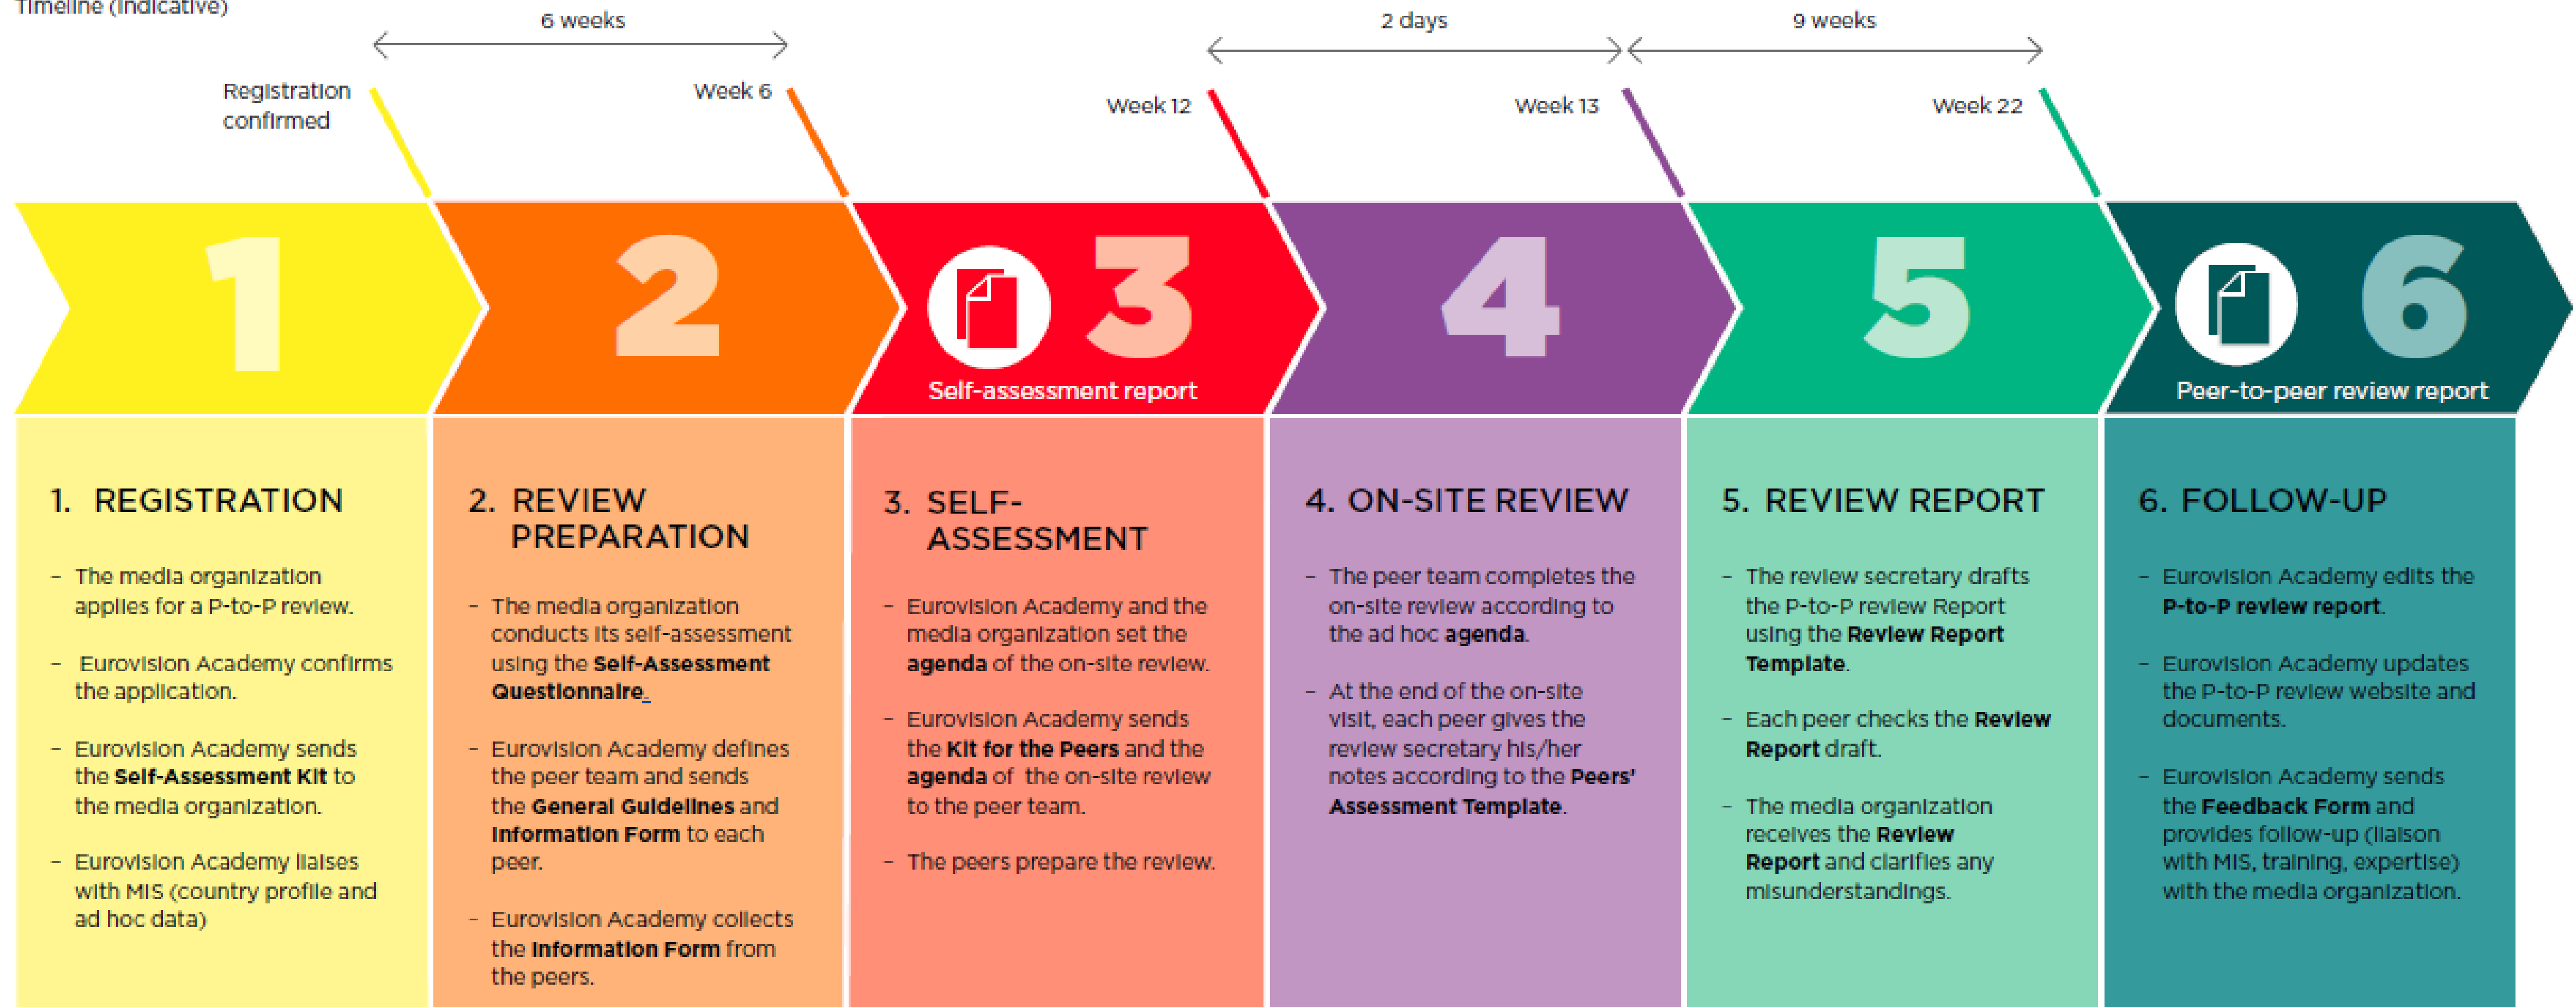 Timeline (indicative)
6 weeks
2 days
9 weeks
Registration
confirmed
Week 6
Week 12
Week 13
Week 22
1
2
3
Self-assessment report
4
5
6
Peer-to-peer review report
1. REGISTRATION
– The media organization
applies for a P-to-P review.
– Eurovision Academy confirms
the application.
– Eurovision Academy sends
the Self-Assessment Kit to
the media organization.
– Eurovision Academy liaises
with MIS (country profile and
ad hoc data)
2. REVIEW
PREPARATION
– The media organization
conducts its self-assessment
using the Self-Assessment
Questionnaire.
– Eurovision Academy defines
the peer team and sends
the General Guidelines and
Information Form to each
peer.
– Eurovision Academy collects
the Information Form from
the peers.
3. SELF-
ASSESSMENT
– Eurovision Academy and the
media organization set the
agenda of the on-site review.
– Eurovision Academy sends
the Kit for the Peers and the
agenda of the on-site review
to the peer team.
– The peers prepare the review.
4. ON-SITE REVIEW
– The peer team completes the
on-site review according to
the ad hoc agenda.
– At the end of the on-site
visit, each peer gives the
review secretary his/her
notes according to the Peers’
Assessment Template.
5. REVIEW REPORT
– The review secretary drafts
the P-to-P review Report
using the Review Report
Template.
– Each peer checks the Review
Report draft.
– The media organization
receives the Review
Report and clarifies any
misunderstandings.
6. FOLLOW-UP
– Eurovision Academy edits the
P-to-P review report.
– Eurovision Academy updates
the P-to-P review website and
documents.
– Eurovision Academy sends
the Feedback Form and
provides follow-up (liaison
with MIS, training, expertise)
with the media organization.